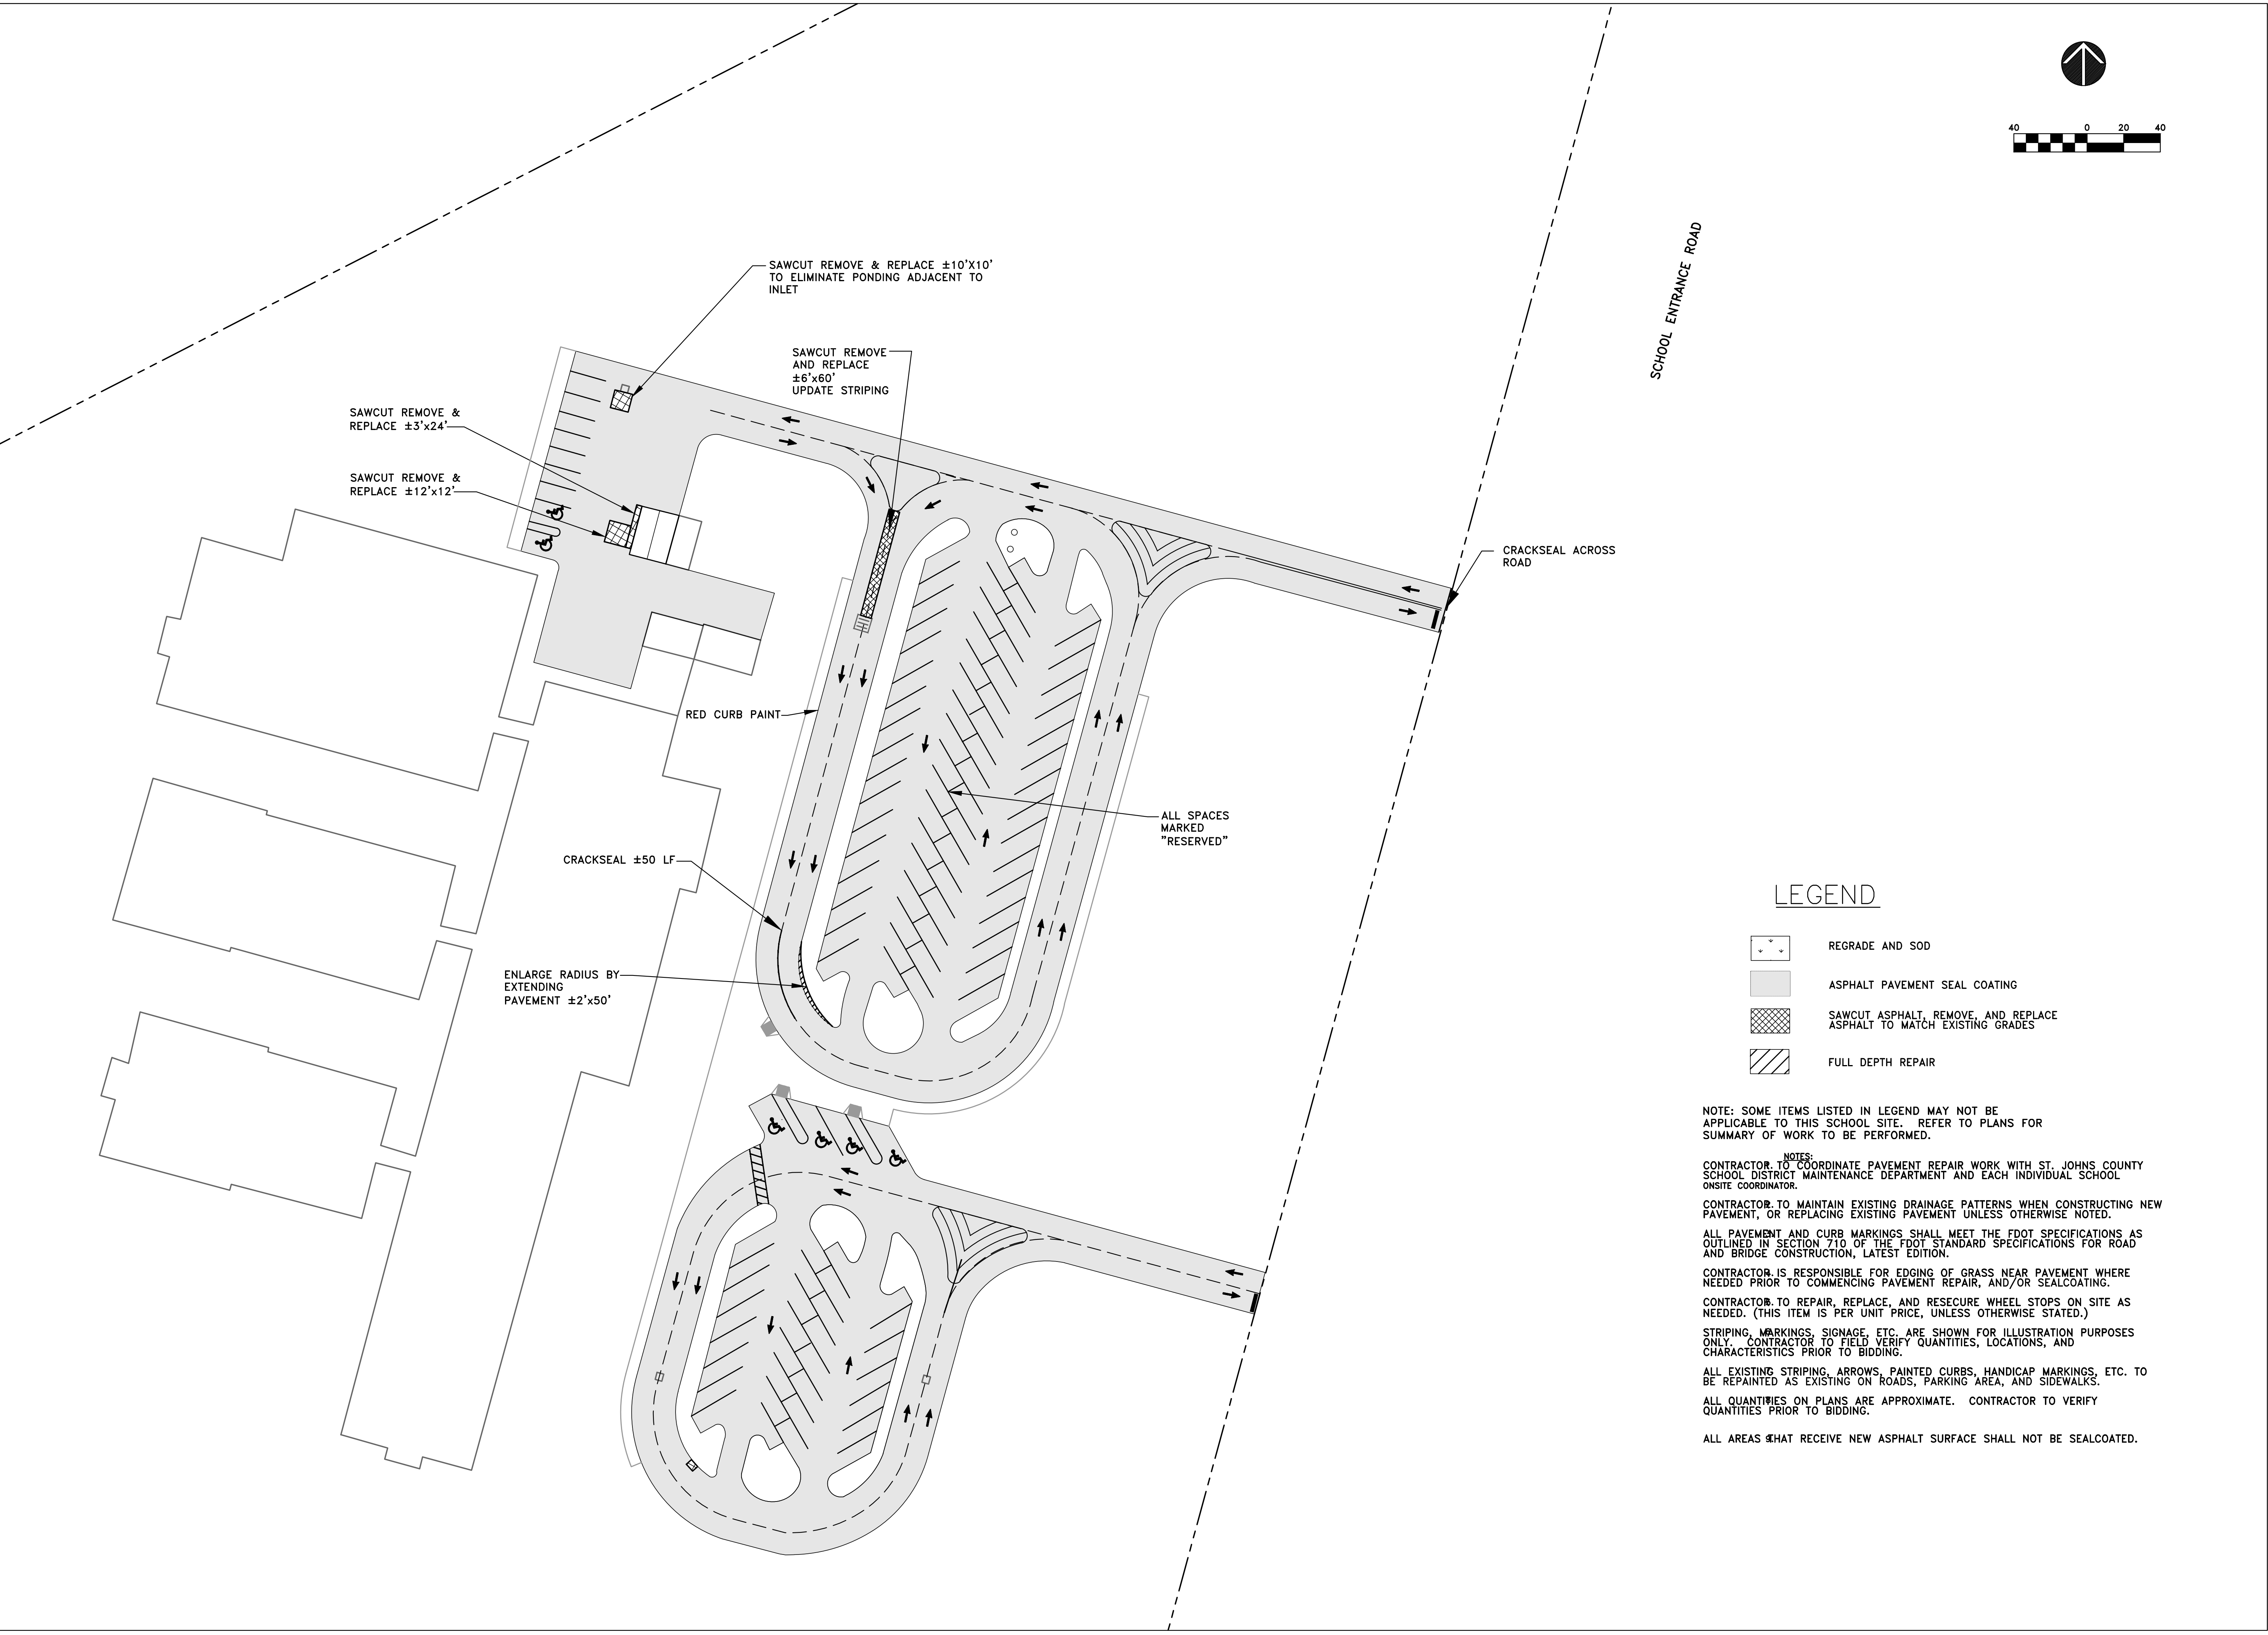 40 0 20 40
SCHOOL ENTRANCE ROAD
SAWCUT REMOVE & REPLACE ±10'X10'
TO ELIMINATE PONDING ADJACENT TO
INLET
SAWCUT REMOVE
AND REPLACE
±6'x60'
UPDATE STRIPING
SAWCUT REMOVE &
REPLACE ±3'x24'
SAWCUT REMOVE &
REPLACE ±12'x12'
CRACKSEAL ACROSS
ROAD
RED CURB PAINT
ALL SPACES
MARKED
"RESERVED"
CRACKSEAL ±50 LF
ENLARGE RADIUS BY
EXTENDING
PAVEMENT ±2'x50'
LEGEND
REGRADE AND SOD
ASPHALT PAVEMENT SEAL COATING
SAWCUT ASPHALT, REMOVE, AND REPLACE
ASPHALT TO MATCH EXISTING GRADES
FULL DEPTH REPAIR
NOTE: SOME ITEMS LISTED IN LEGEND MAY NOT BE
APPLICABLE TO THIS SCHOOL SITE. REFER TO PLANS FOR
SUMMARY OF WORK TO BE PERFORMED.
NOTES:
CONTRACTOR TO COORDINATE PAVEMENT REPAIR WORK WITH ST. JOHNS COUNTY
SCHOOL DISTRICT MAINTENANCE DEPARTMENT AND EACH INDIVIDUAL SCHOOL
ONSITE COORDINATOR.
CONTRACTOR TO MAINTAIN EXISTING DRAINAGE PATTERNS WHEN CONSTRUCTING NEW
PAVEMENT, OR REPLACING EXISTING PAVEMENT UNLESS OTHERWISE NOTED.
ALL PAVEMENT AND CURB MARKINGS SHALL MEET THE FDOT SPECIFICATIONS AS
OUTLINED IN SECTION 710 OF THE FDOT STANDARD SPECIFICATIONS FOR ROAD
AND BRIDGE CONSTRUCTION, LATEST EDITION.
CONTRACTOR IS RESPONSIBLE FOR EDGING OF GRASS NEAR PAVEMENT WHERE
NEEDED PRIOR TO COMMENCING PAVEMENT REPAIR, AND/OR SEALCOATING.
CONTRACTOR TO REPAIR, REPLACE, AND RESECURE WHEEL STOPS ON SITE AS
NEEDED. (THIS ITEM IS PER UNIT PRICE, UNLESS OTHERWISE STATED.)
STRIPING, MARKINGS, SIGNAGE, ETC. ARE SHOWN FOR ILLUSTRATION PURPOSES
ONLY. CONTRACTOR TO FIELD VERIFY QUANTITIES, LOCATIONS, AND
CHARACTERISTICS PRIOR TO BIDDING.
ALL EXISTING STRIPING, ARROWS, PAINTED CURBS, HANDICAP MARKINGS, ETC. TO
BE REPAINTED AS EXISTING ON ROADS, PARKING AREA, AND SIDEWALKS.
ALL QUANTITIES ON PLANS ARE APPROXIMATE. CONTRACTOR TO VERIFY
QUANTITIES PRIOR TO BIDDING.
ALL AREAS THAT RECEIVE NEW ASPHALT SURFACE SHALL NOT BE SEALCOATED.